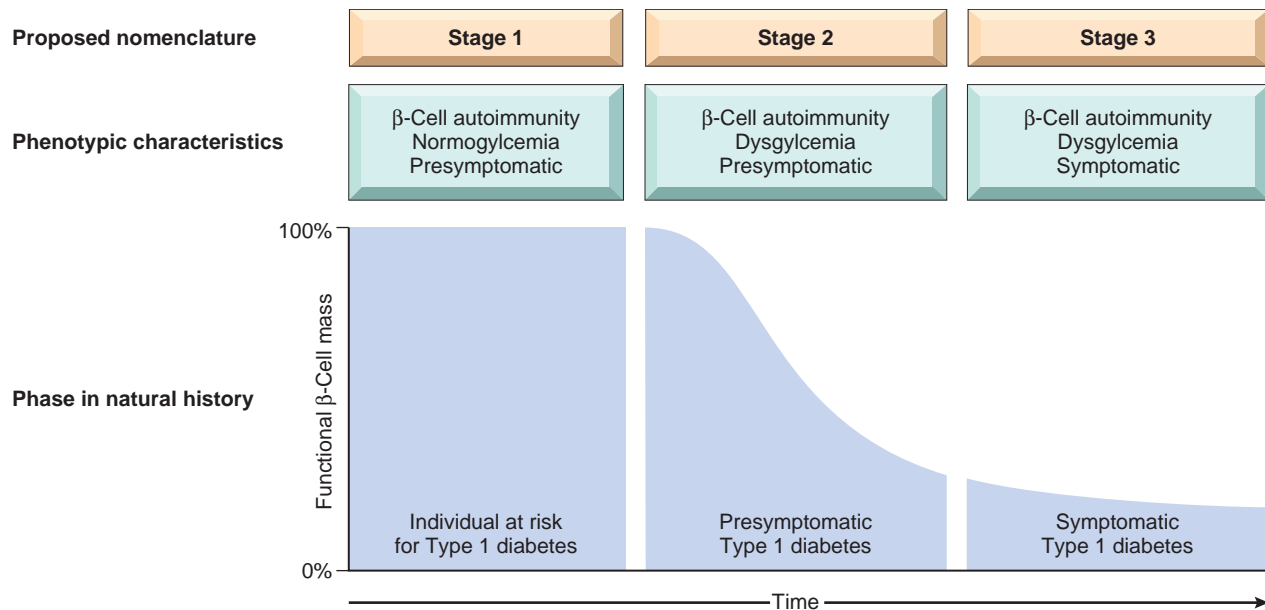 Proposed nomenclature
Stage 1
Stage 2
Stage 3
Phenotypic characteristics
β-Cell autoimmunity
Normogylcemia
Presymptomatic
β-Cell autoimmunity
Dysgylcemia
Presymptomatic
β-Cell autoimmunity
Dysgylcemia
Symptomatic
Phase in natural history
Functional β-Cell mass
100%
0%
Individual at risk
for Type 1 diabetes
Presymptomatic
Type 1 diabetes
Symptomatic
Type 1 diabetes
Time